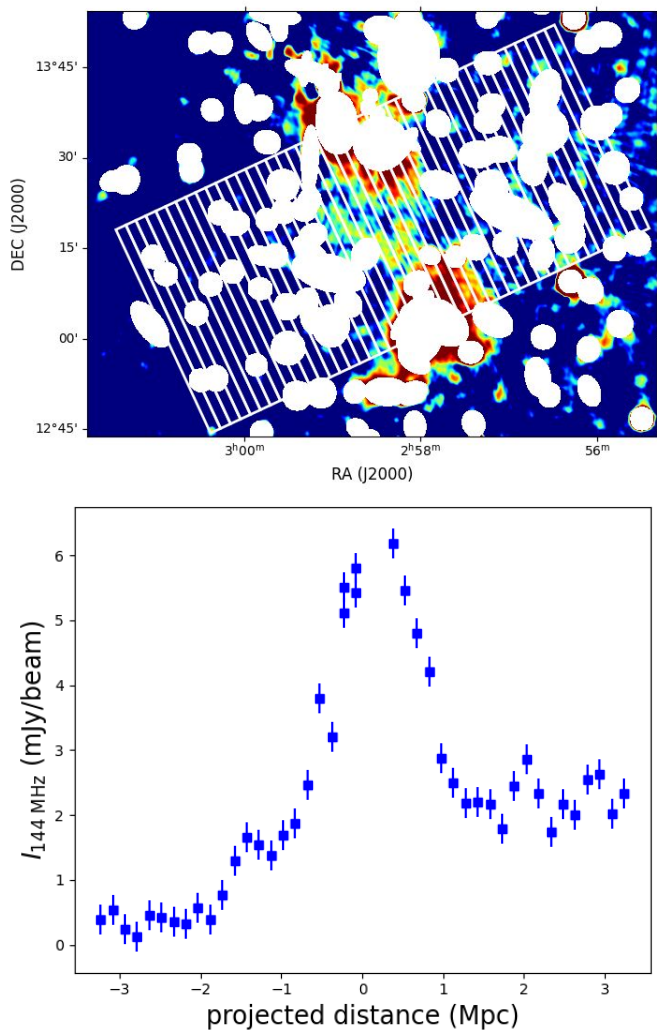 13°45'
30'
15'
00'
12°45'
DEC (J2000)
3ʰ00ᵐ 2ʰ58ᵐ 56ᵐ
RA (J2000)
6
5
4
3
2
1
0
I144 MHz (mJy/beam)
−3 −2 −1 0 1 2 3
projected distance (Mpc)